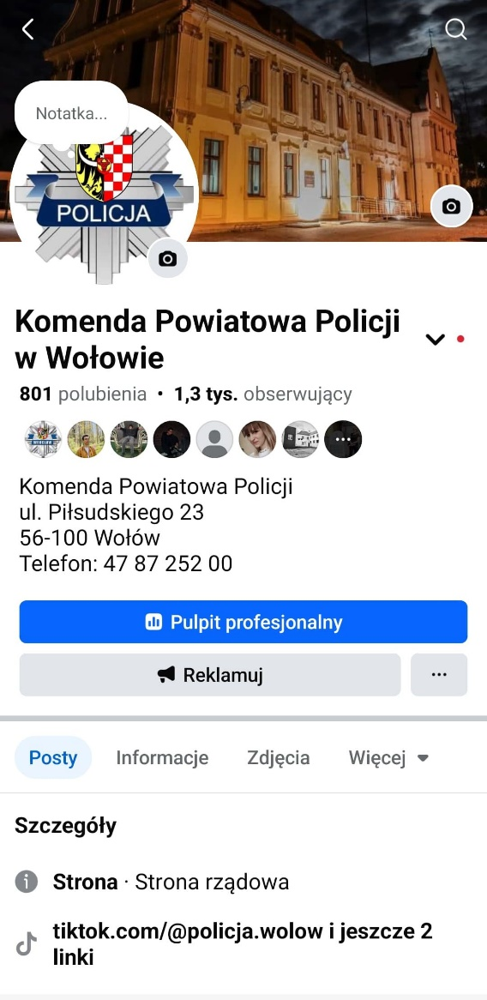 Notatka...
POLICJA
Komenda Powiatowa Policji
w Wołowie
801 polubienia • 1,3 tys. obserwujący
Komenda Powiatowa Policji
ul. Piłsudskiego 23
56-100 Wołów
Telefon: 47 87 252 00
Pulpit profesjonalny
Reklamuj
Posty Informacje Zdjęcia Więcej
Szczegóły
Strona · Strona rządowa
tiktok.com/@policja.wolow i jeszcze 2
linki